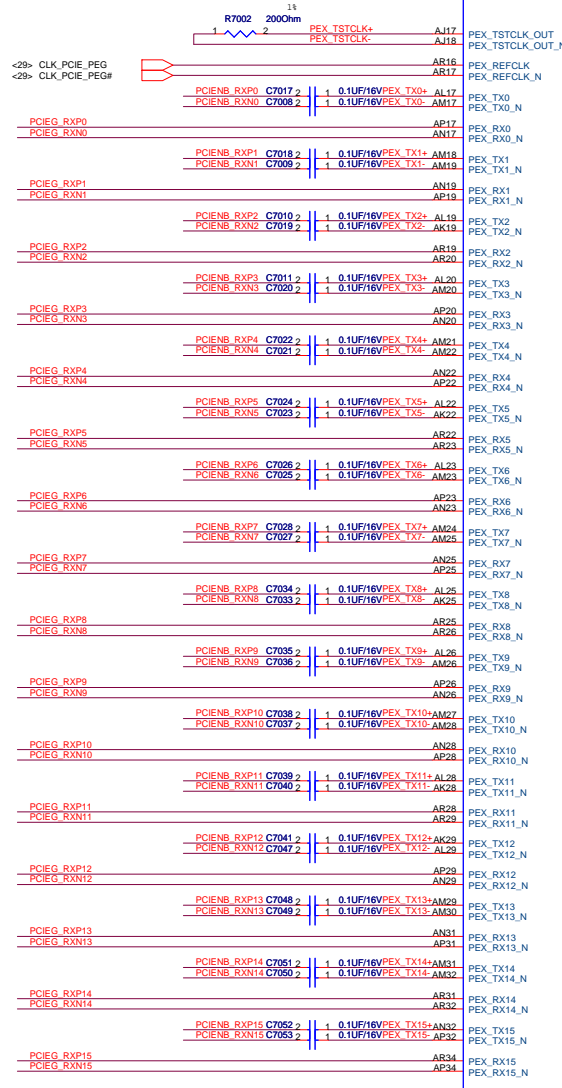 1%
R7002 200Ohm
1 2 PEX_TSTCLK+ AJ17 PEX_TSTCLK_OUT
PEX_TSTCLK- AJ18 PEX_TSTCLK_OUT_N
<29> CLK_PCIE_PEG AR16 PEX_REFCLK
<29> CLK_PCIE_PEG# AR17 PEX_REFCLK_N
PCIENB_RXP0 C7017 2 1 0.1UF/16V PEX_TX0+ AL17 PEX_TX0
PCIENB_RXN0 C7008 2 1 0.1UF/16V PEX_TX0- AM17 PEX_TX0_N
PCIEG_RXP0 AP17 PEX_RX0
PCIEG_RXN0 AN17 PEX_RX0_N
PCIENB_RXP1 C7018 2 1 0.1UF/16V PEX_TX1+ AM18 PEX_TX1
PCIENB_RXN1 C7009 2 1 0.1UF/16V PEX_TX1- AM19 PEX_TX1_N
PCIEG_RXP1 AN19 PEX_RX1
PCIEG_RXN1 AP19 PEX_RX1_N
PCIENB_RXP2 C7010 2 1 0.1UF/16V PEX_TX2+ AL19 PEX_TX2
PCIENB_RXN2 C7019 2 1 0.1UF/16V PEX_TX2- AK19 PEX_TX2_N
PCIEG_RXP2 AR19 PEX_RX2
PCIEG_RXN2 AR20 PEX_RX2_N
PCIENB_RXP3 C7011 2 1 0.1UF/16V PEX_TX3+ AL20 PEX_TX3
PCIENB_RXN3 C7020 2 1 0.1UF/16V PEX_TX3- AM20 PEX_TX3_N
PCIEG_RXP3 AP20 PEX_RX3
PCIEG_RXN3 AN20 PEX_RX3_N
PCIENB_RXP4 C7022 2 1 0.1UF/16V PEX_TX4+ AM21 PEX_TX4
PCIENB_RXN4 C7021 2 1 0.1UF/16V PEX_TX4- AM22 PEX_TX4_N
PCIEG_RXP4 AN22 PEX_RX4
PCIEG_RXN4 AP22 PEX_RX4_N
PCIENB_RXP5 C7024 2 1 0.1UF/16V PEX_TX5+ AL22 PEX_TX5
PCIENB_RXN5 C7023 2 1 0.1UF/16V PEX_TX5- AK22 PEX_TX5_N
PCIEG_RXP5 AR22 PEX_RX5
PCIEG_RXN5 AR23 PEX_RX5_N
PCIENB_RXP6 C7026 2 1 0.1UF/16V PEX_TX6+ AL23 PEX_TX6
PCIENB_RXN6 C7025 2 1 0.1UF/16V PEX_TX6- AM23 PEX_TX6_N
PCIEG_RXP6 AP23 PEX_RX6
PCIEG_RXN6 AN23 PEX_RX6_N
PCIENB_RXP7 C7028 2 1 0.1UF/16V PEX_TX7+ AM24 PEX_TX7
PCIENB_RXN7 C7027 2 1 0.1UF/16V PEX_TX7- AM25 PEX_TX7_N
PCIEG_RXP7 AN25 PEX_RX7
PCIEG_RXN7 AP25 PEX_RX7_N
PCIENB_RXP8 C7034 2 1 0.1UF/16V PEX_TX8+ AL25 PEX_TX8
PCIENB_RXN8 C7033 2 1 0.1UF/16V PEX_TX8- AK25 PEX_TX8_N
PCIEG_RXP8 AR25 PEX_RX8
PCIEG_RXN8 AR26 PEX_RX8_N
PCIENB_RXP9 C7035 2 1 0.1UF/16V PEX_TX9+ AL26 PEX_TX9
PCIENB_RXN9 C7036 2 1 0.1UF/16V PEX_TX9- AM26 PEX_TX9_N
PCIEG_RXP9 AP26 PEX_RX9
PCIEG_RXN9 AN26 PEX_RX9_N
PCIENB_RXP10 C7038 2 1 0.1UF/16V PEX_TX10+ AM27 PEX_TX10
PCIENB_RXN10 C7037 2 1 0.1UF/16V PEX_TX10- AM28 PEX_TX10_N
PCIEG_RXP10 AN28 PEX_RX10
PCIEG_RXN10 AP28 PEX_RX10_N
PCIENB_RXP11 C7039 2 1 0.1UF/16V PEX_TX11+ AL28 PEX_TX11
PCIENB_RXN11 C7040 2 1 0.1UF/16V PEX_TX11- AK28 PEX_TX11_N
PCIEG_RXP11 AR28 PEX_RX11
PCIEG_RXN11 AR29 PEX_RX11_N
PCIENB_RXP12 C7041 2 1 0.1UF/16V PEX_TX12+ AK29 PEX_TX12
PCIENB_RXN12 C7047 2 1 0.1UF/16V PEX_TX12- AL29 PEX_TX12_N
PCIEG_RXP12 AP29 PEX_RX12
PCIEG_RXN12 AN29 PEX_RX12_N
PCIENB_RXP13 C7048 2 1 0.1UF/16V PEX_TX13+ AM29 PEX_TX13
PCIENB_RXN13 C7049 2 1 0.1UF/16V PEX_TX13- AM30 PEX_TX13_N
PCIEG_RXP13 AN31 PEX_RX13
PCIEG_RXN13 AP31 PEX_RX13_N
PCIENB_RXP14 C7051 2 1 0.1UF/16V PEX_TX14+ AM31 PEX_TX14
PCIENB_RXN14 C7050 2 1 0.1UF/16V PEX_TX14- AM32 PEX_TX14_N
PCIEG_RXP14 AR31 PEX_RX14
PCIEG_RXN14 AR32 PEX_RX14_N
PCIENB_RXP15 C7052 2 1 0.1UF/16V PEX_TX15+ AN32 PEX_TX15
PCIENB_RXN15 C7053 2 1 0.1UF/16V PEX_TX15- AP32 PEX_TX15_N
PCIEG_RXP15 AR34 PEX_RX15
PCIEG_RXN15 AP34 PEX_RX15_N